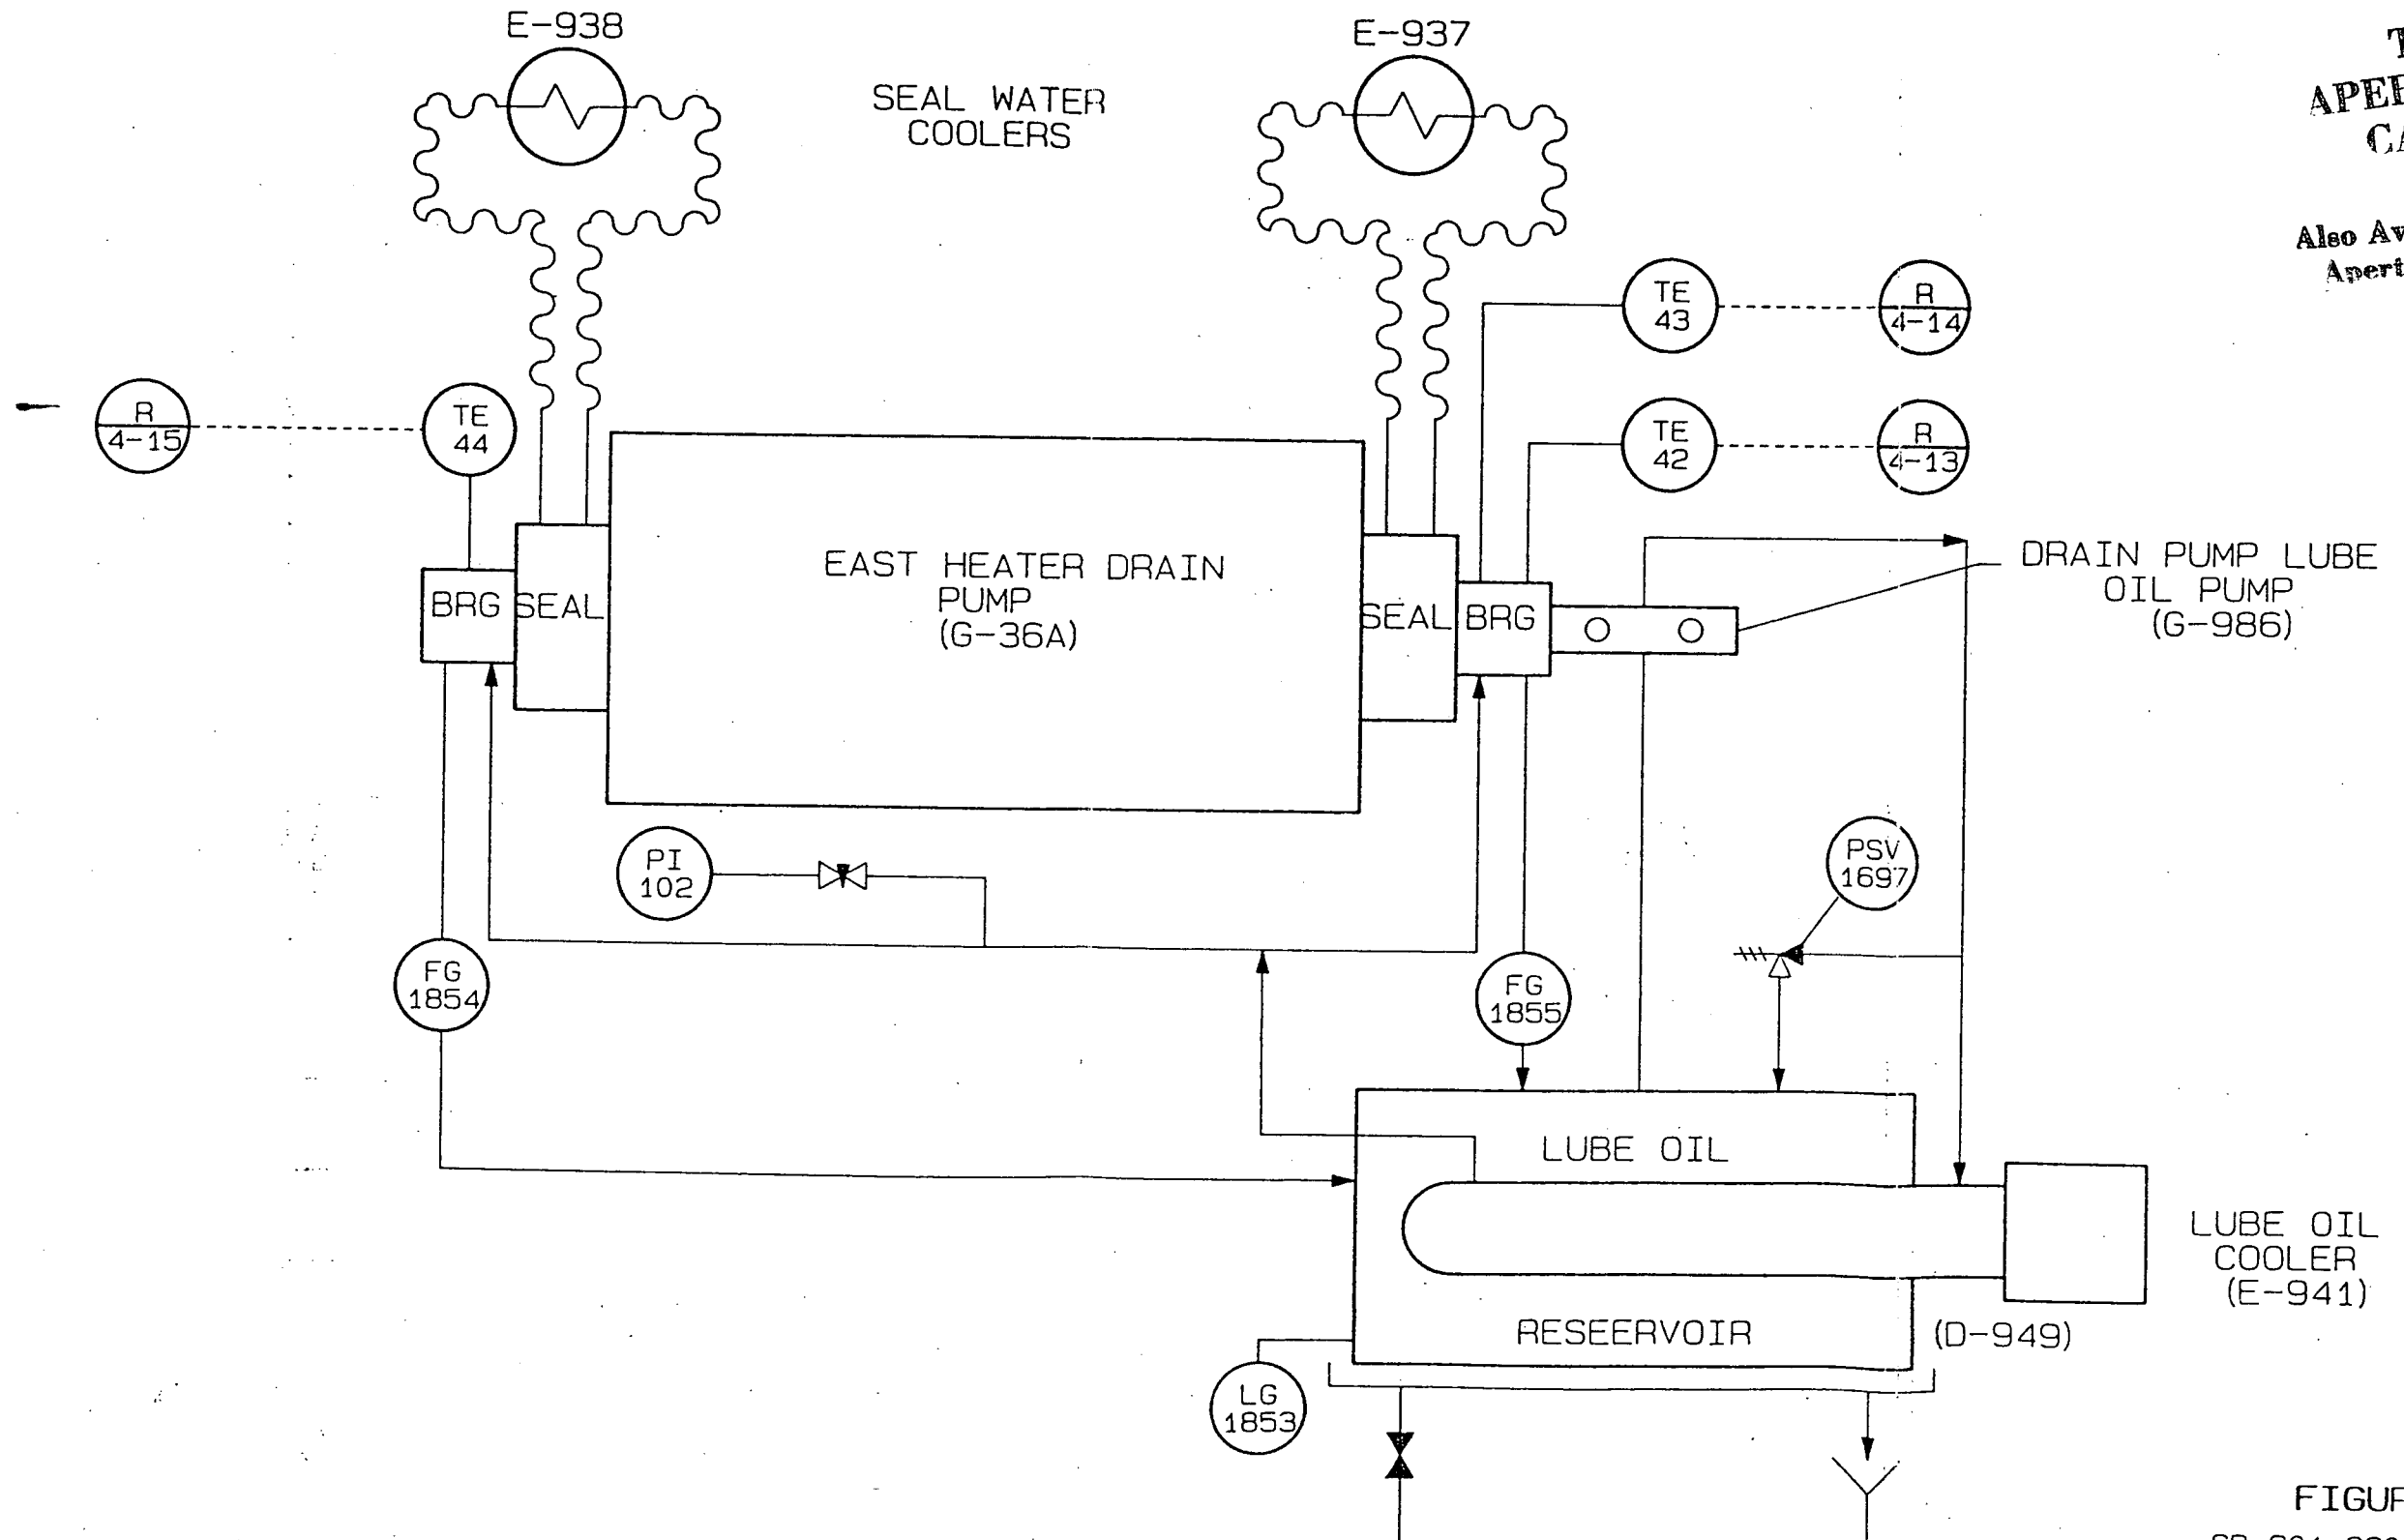 E-938
E-937
SEAL WATER
COOLERS
Also
TE
43
R
4-14
R
4-15
TE
44
TE
42
R
4-13
EAST HEATER DRAIN
PUMP
(G-36A)
BRG
SEAL
SEAL
BRG
DRAIN PUMP LUBE
OIL PUMP
(G-986)
PI
102
PSV
1697
FG
1854
FG
1855
LUBE OIL
RESEERVOIR
LUBE OIL
COOLER
(E-941)
(D-949)
LG
1853